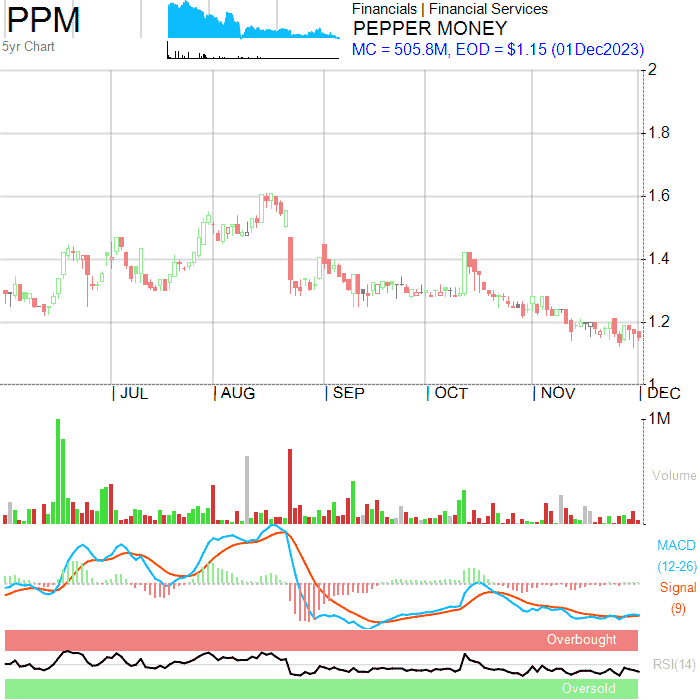 PPM
5yr Chart
Financials | Financial Services
PEPPER MONEY
MC = 505.8M, EOD = $1.15 (01Dec2023)
2
1.8
1.6
1.4
1.2
1
| JUL | AUG | SEP | OCT | NOV | DEC
1M
Volume
MACD
(12-26)
Signal
(9)
Overbought
RSI(14)
Oversold